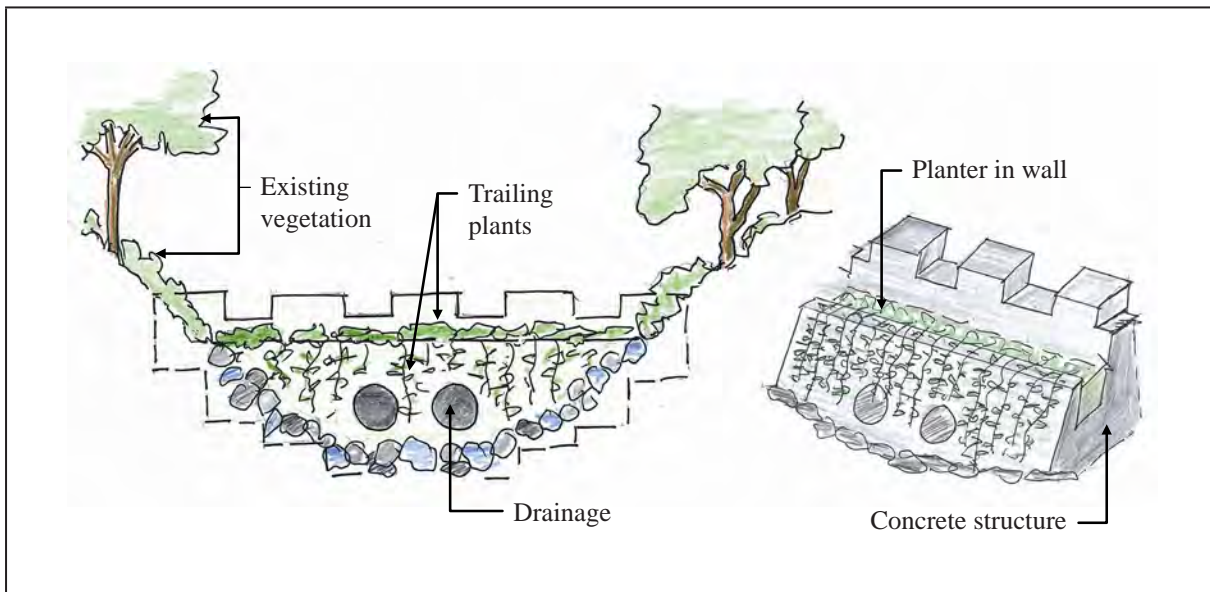 Existing
vegetation
Trailing
plants
Planter in wall
Drainage
Concrete structure